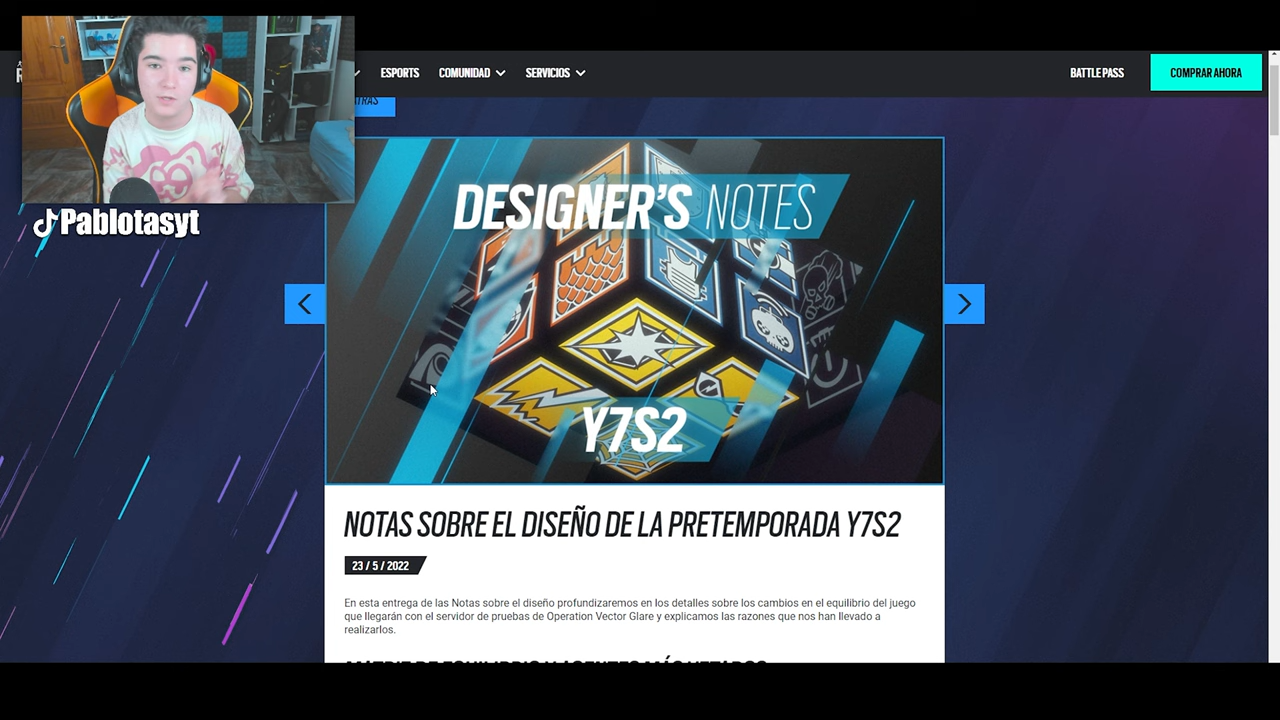 ESPORTS
COMUNIDAD
SERVICIOS
BATTLE PASS
COMPRAR AHORA
DESIGNER'S NOTES
Y7S2
Pablotasyt
NOTAS SOBRE EL DISEÑO DE LA PRETEMPORADA Y7S2
23 / 5 / 2022
En esta entrega de las Notas sobre el diseño profundizaremos en los detalles sobre los cambios en el equilibrio del juego
que llegarán con el servidor de pruebas de Operation Vector Glare y explicamos las razones que nos han llevado a
realizarlos.